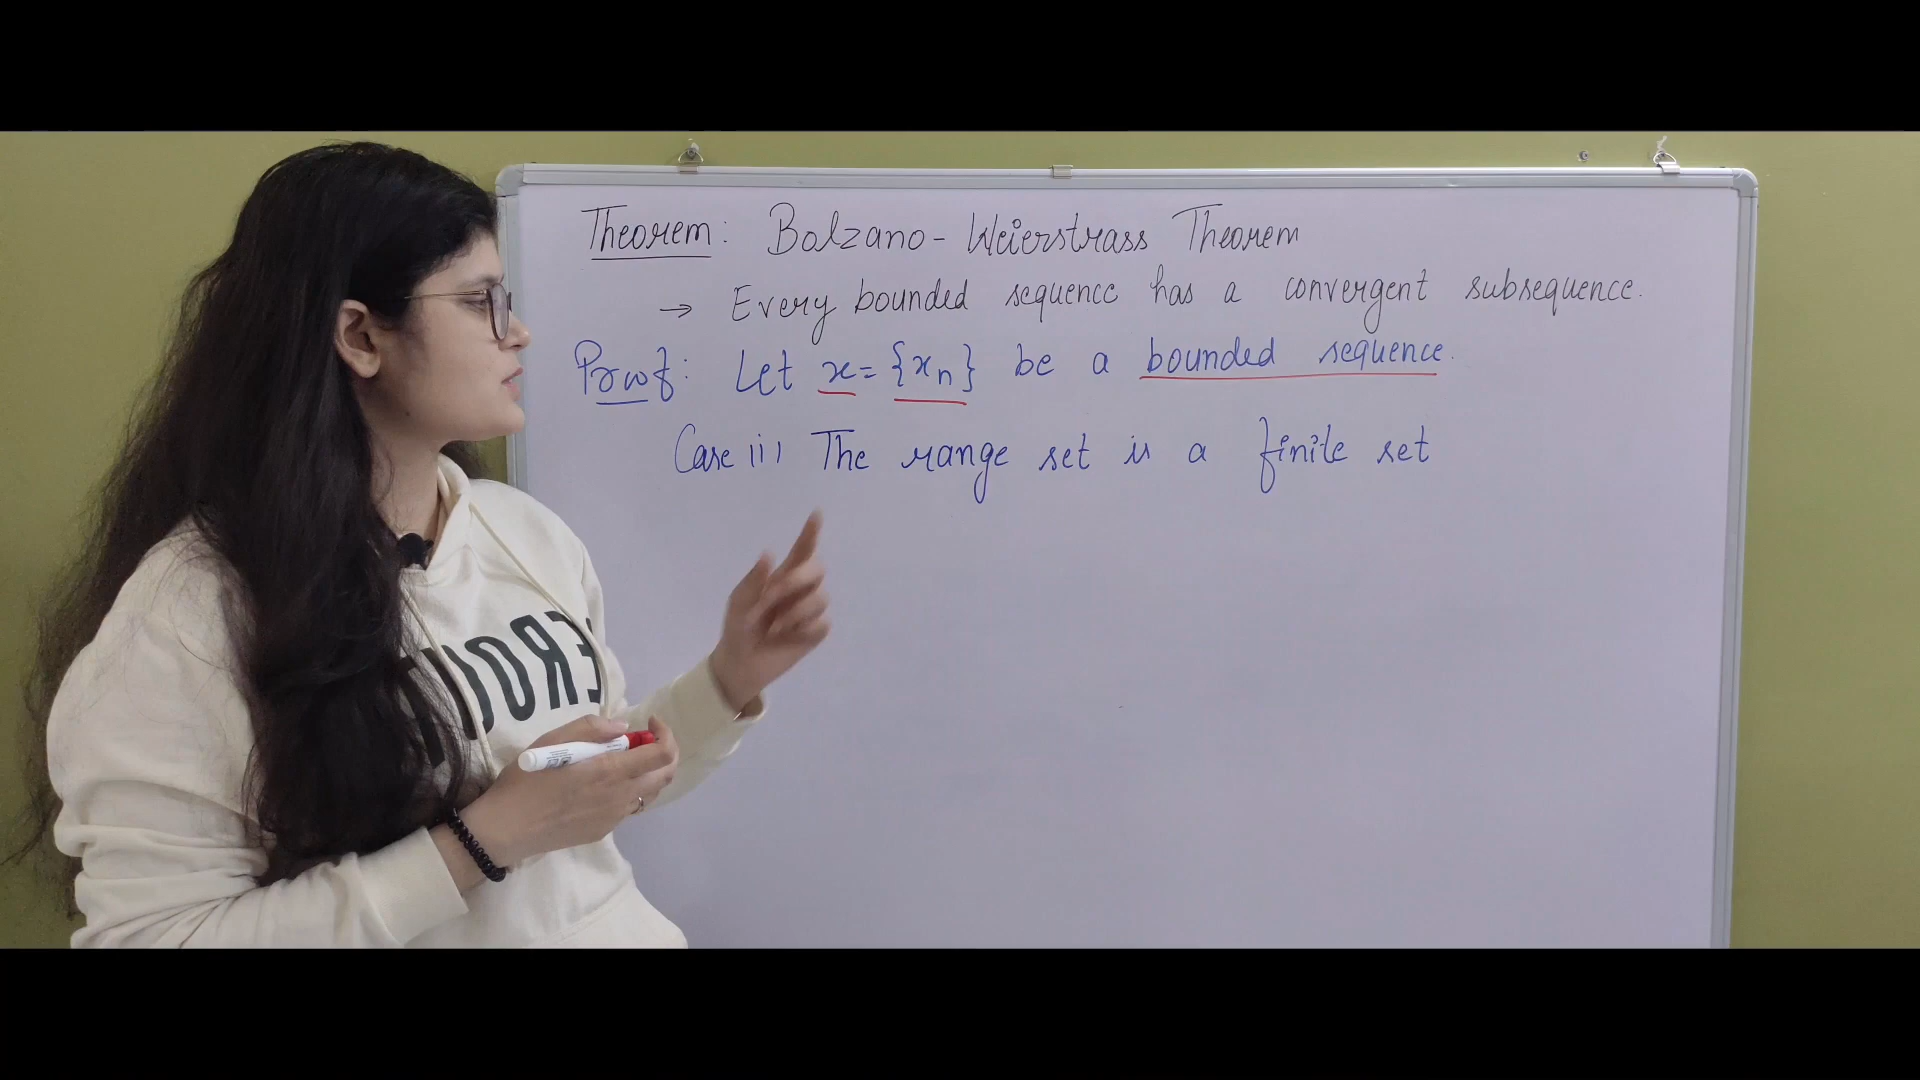 Theorem: Bolzano-Weierstrass Theorem
→ Every bounded sequence has a convergent subsequence.
Proof: Let x = {xn} be a bounded sequence.
Case (i) The range set is a finite set